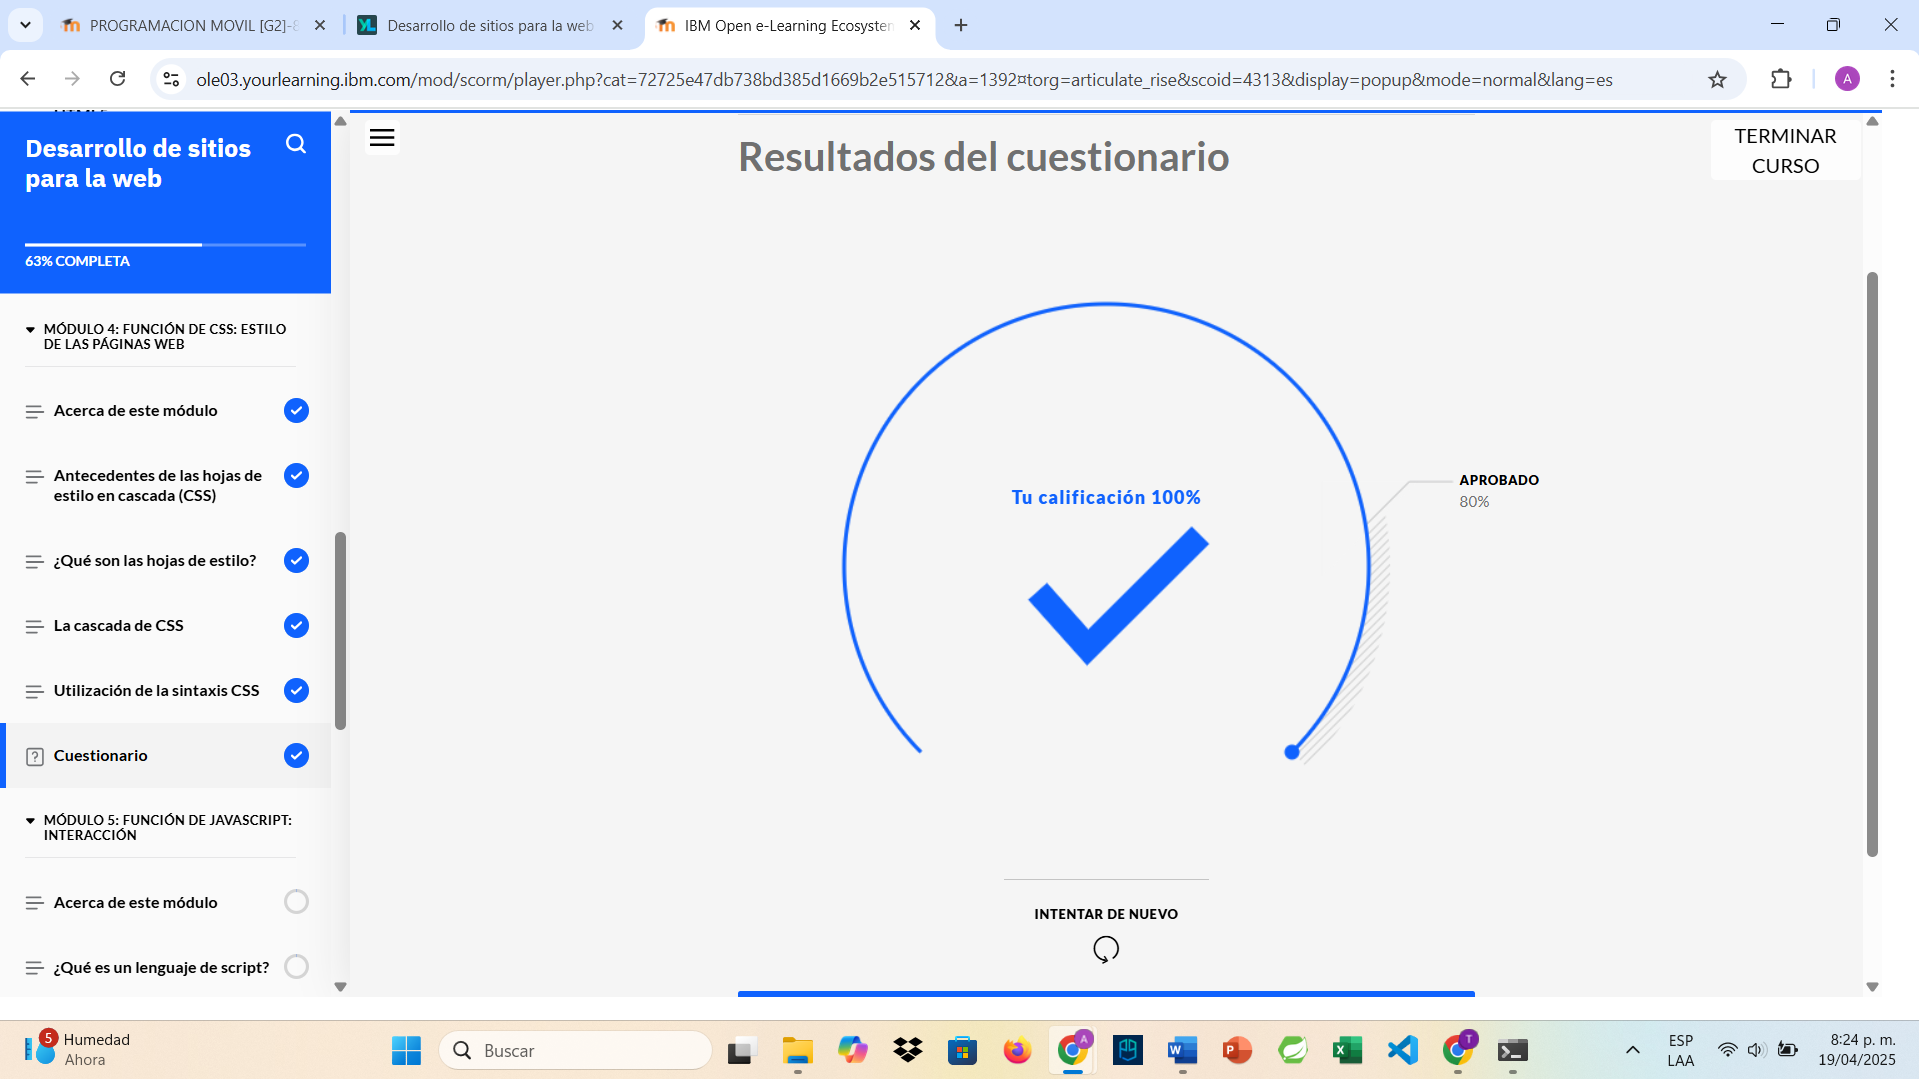 PROGRAMACION MOVIL [G2]-8
Desarrollo de sitios para la web
IBM Open e-Learning Ecosystem
ole03.yourlearning.ibm.com/mod/scorm/player.php?cat=72725e47db738bd385d1669b2e515712&a=1392¤torg=articulate_rise&scoid=4313&display=popup&mode=normal&lang=es
A
Desarrollo de sitios
para la web
63% COMPLETA
MÓDULO 4: FUNCIÓN DE CSS: ESTILO
DE LAS PÁGINAS WEB
Acerca de este módulo
Antecedentes de las hojas de
estilo en cascada (CSS)
¿Qué son las hojas de estilo?
La cascada de CSS
Utilización de la sintaxis CSS
Cuestionario
MÓDULO 5: FUNCIÓN DE JAVASCRIPT:
INTERACCIÓN
Acerca de este módulo
¿Qué es un lenguaje de script?
Resultados del cuestionario
TERMINAR
CURSO
Tu calificación 100%
APROBADO
80%
INTENTAR DE NUEVO
5
Humedad
Ahora
Buscar
A
T
ESP
LAA
8:24 p. m.
19/04/2025